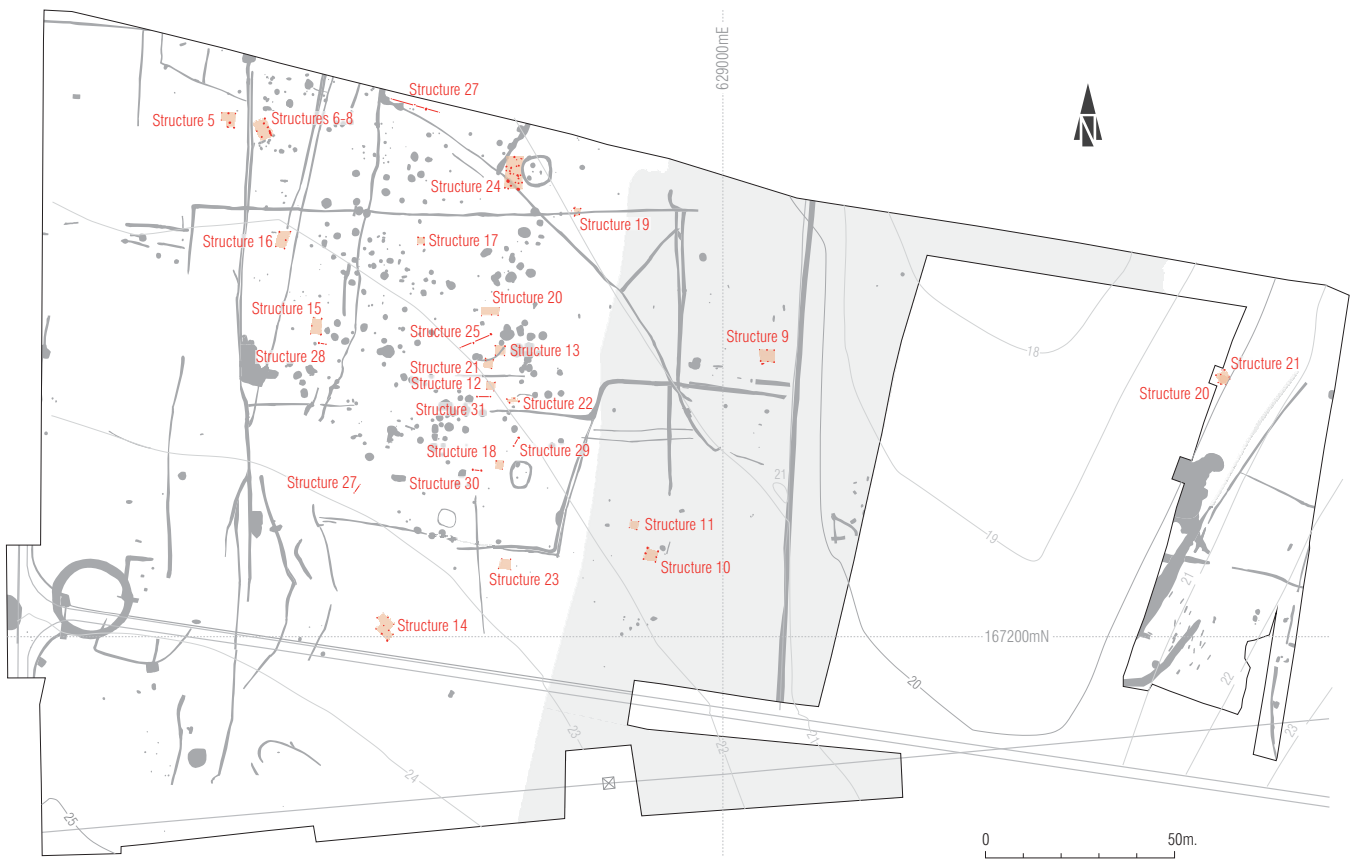 629000mE
Structure 27
Structure 5
Structures 6-8
N
Structure 24
Structure 19
Structure 16
Structure 17
Structure 20
Structure 15
Structure 25
Structure 9
Structure 13
18
Structure 28
Structure 21
Structure 21
Structure 12
Structure 20
Structure 31
Structure 22
Structure 18
Structure 29
21
Structure 27
Structure 30
Structure 11
19
Structure 10
Structure 23
21
Structure 14
167200mN
20
22
23
22
21
23
24
25
0
50m.